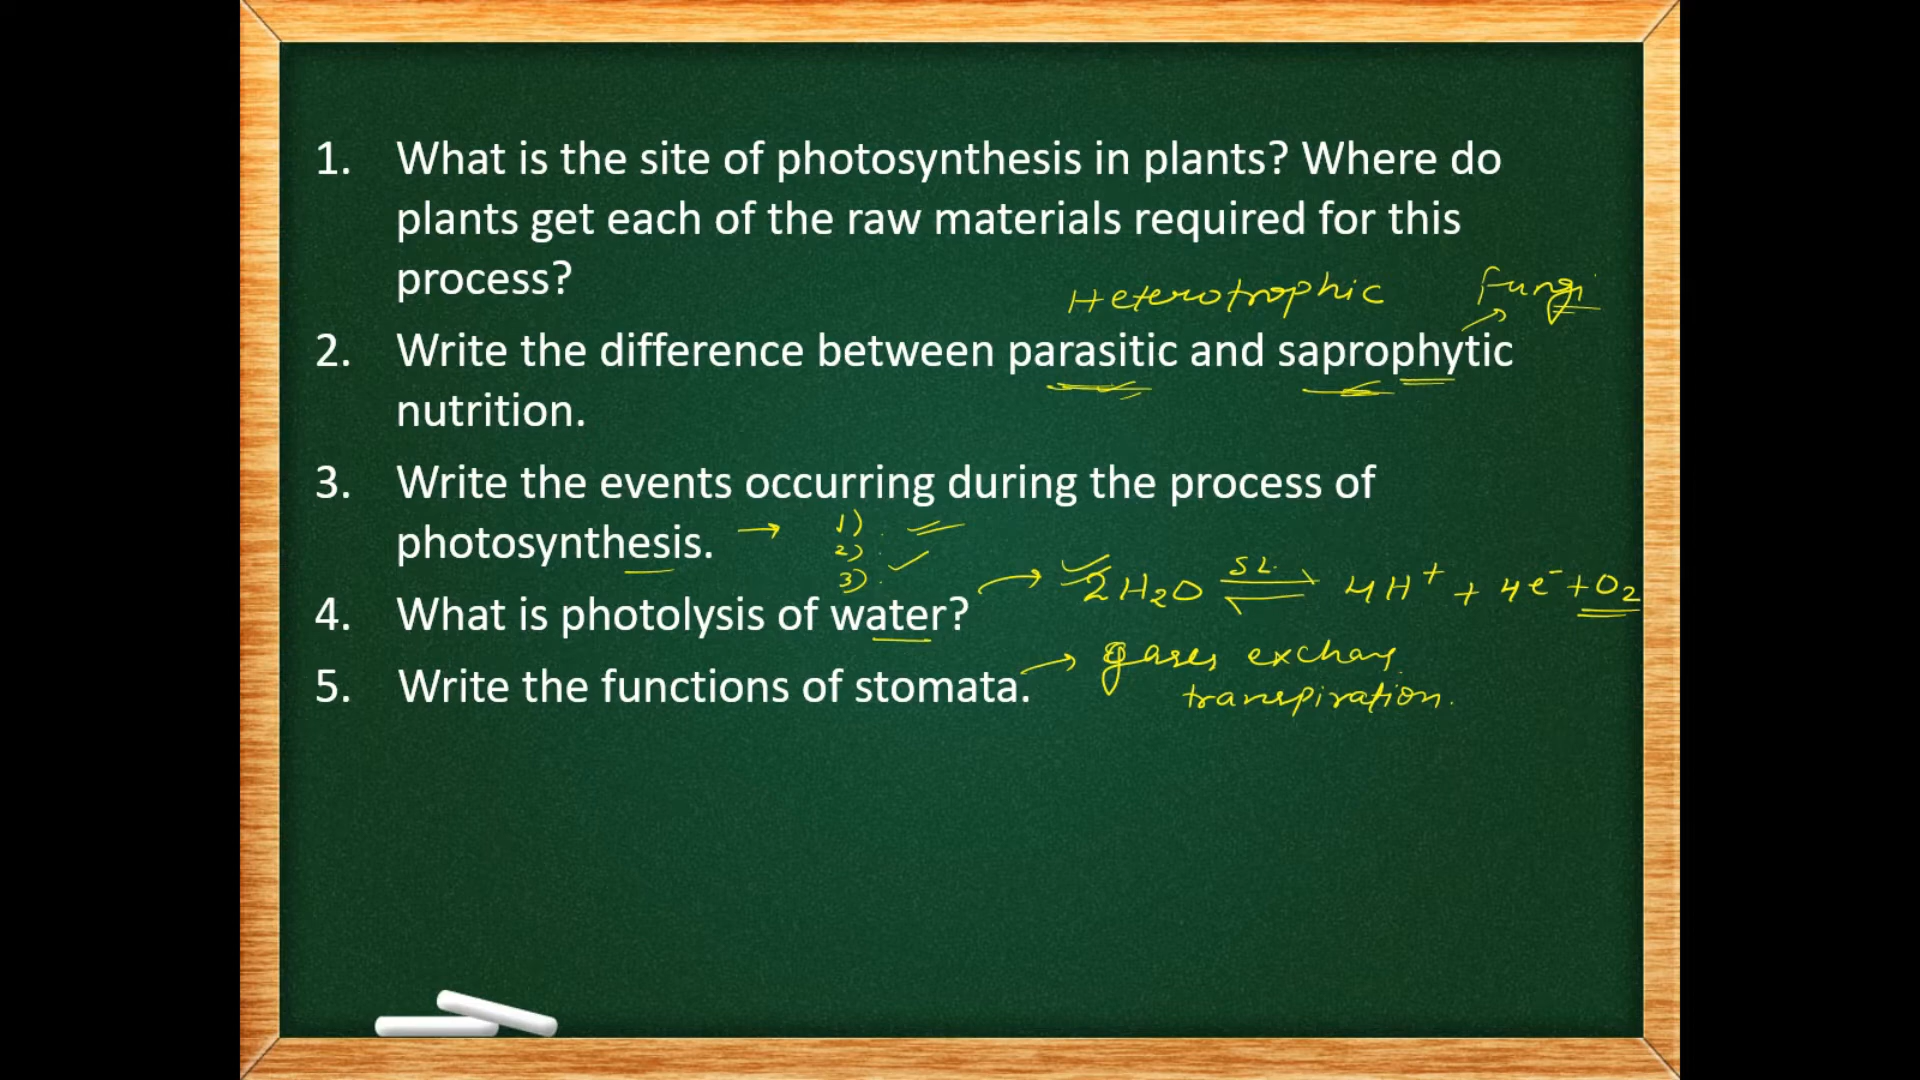 1. What is the site of photosynthesis in plants? Where do
plants get each of the raw materials required for this
process?
Heterotrophic Fungi
2. Write the difference between parasitic and saprophytic
nutrition.
3. Write the events occurring during the process of
photosynthesis. → 1)
2)
3)
4. What is photolysis of water? → 2H₂O ⇌ 4H⁺ + 4e⁻ + O₂
5. Write the functions of stomata. → gases
transpiration.